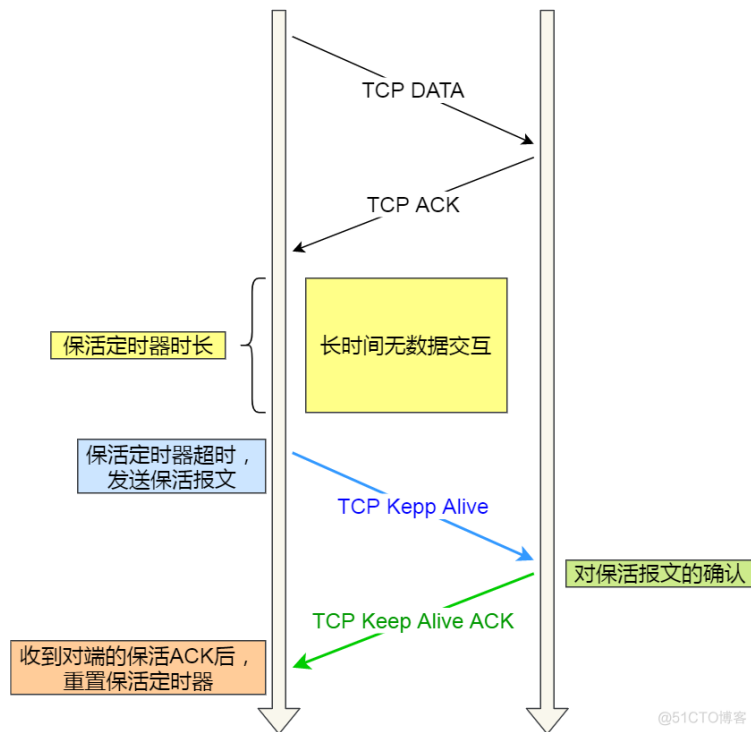 TCP DATA
TCP ACK
保活定时器时长
长时间无数据交互
保活定时器超时，
发送保活报文
TCP Kepp Alive
对保活报文的确认
TCP Keep Alive ACK
收到对端的保活ACK后，
重置保活定时器
@51CTO博客